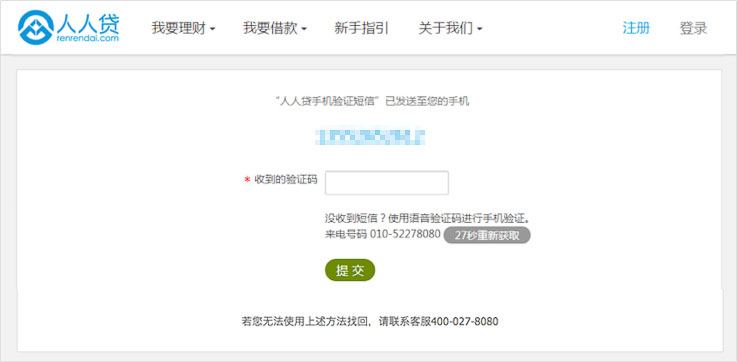 人人贷
renrendai.com
我要理财 我要借款 新手指引 关于我们 注册 登录
“人人贷手机验证短信”已发送至您的手机
* 收到的验证码
没收到短信？使用语音验证码进行手机验证。
来电号码 010-52278080 27秒重新获取
提 交
若您无法使用上述方法找回，请联系客服400-027-8080